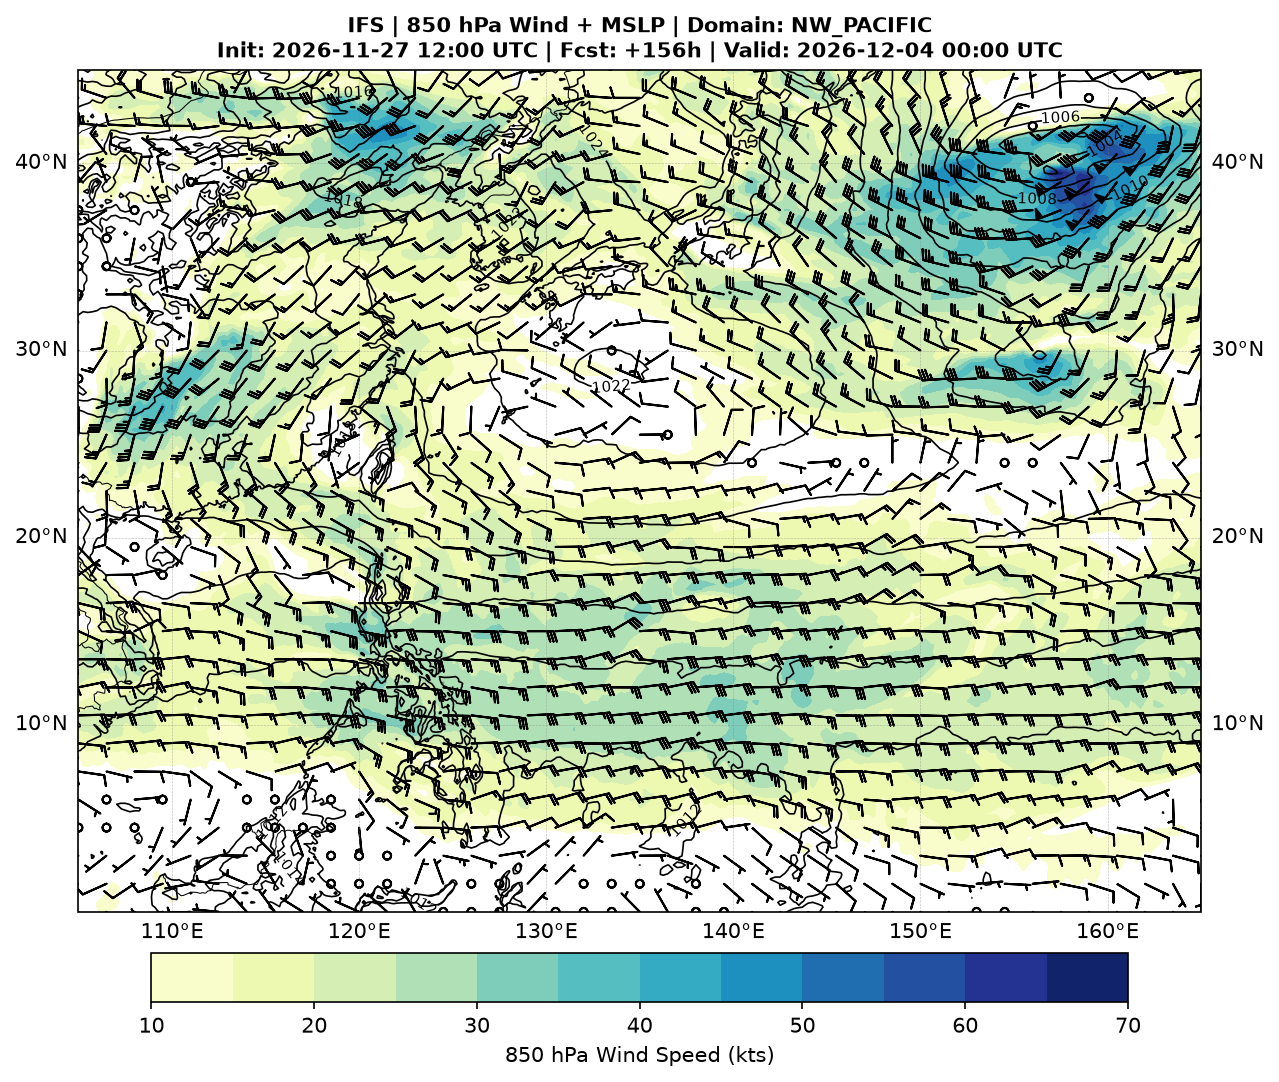 IFS | 850 hPa Wind + MSLP | Domain: NW_PACIFIC
Init: 2026-11-27 12:00 UTC | Fcst: +156h | Valid: 2026-12-04 00:00 UTC
1016
1006
1004
1010
1008
1018
1022
40°N
40°N
30°N
30°N
20°N
20°N
10°N
10°N
110°E
120°E
130°E
140°E
150°E
160°E
10
20
30
40
50
60
70
850 hPa Wind Speed (kts)